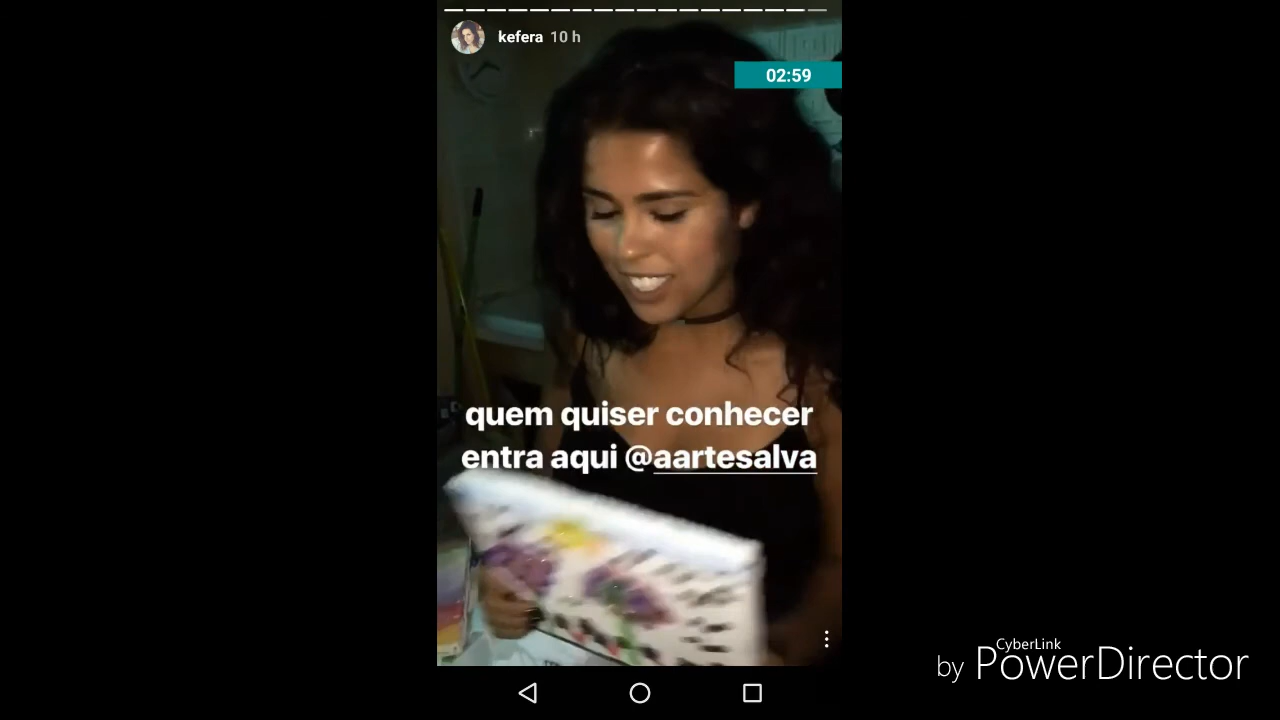 kefera 10 h
02:59
quem quiser conhecer
entra aqui @aartesalva
CyberLink
by PowerDirector